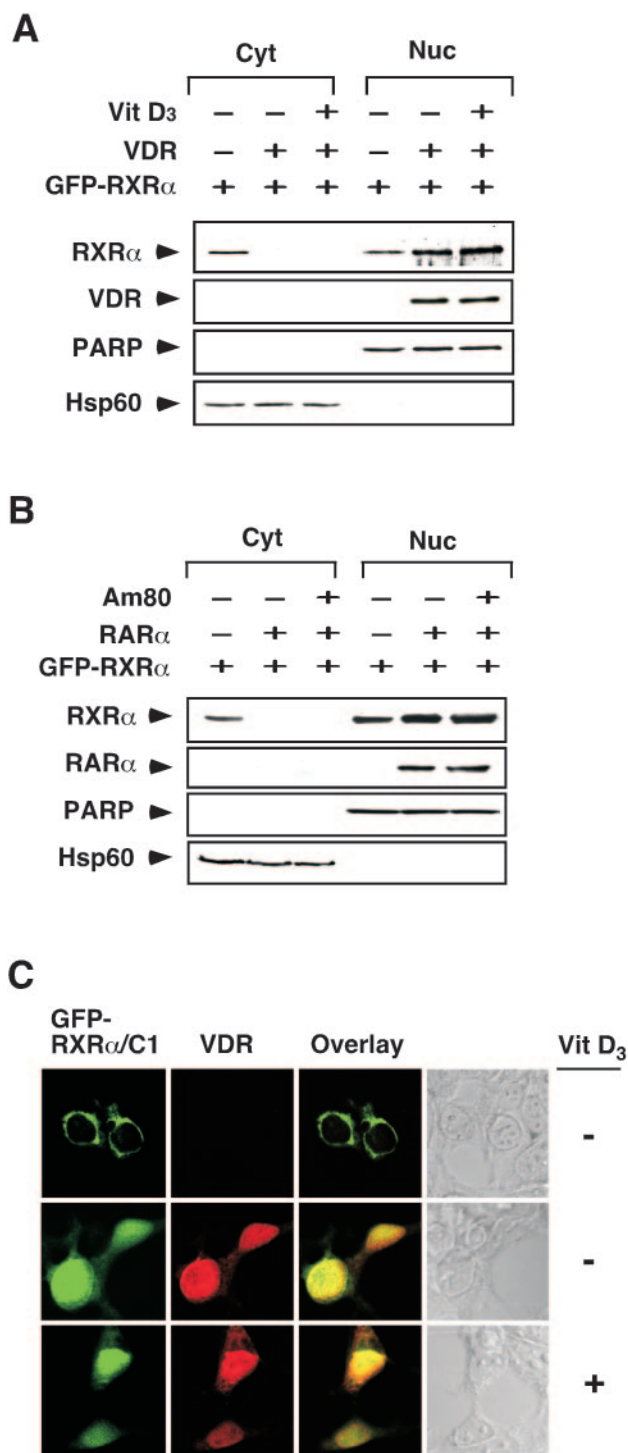 A
Cyt Nuc
Vit D3 – – + – – +
VDR – + + – + +
GFP-RXRα + + + + + +
RXRα
VDR
PARP
Hsp60
B
Cyt Nuc
Am80 – – + – – +
RARα – + + – + +
GFP-RXRα + + + + + +
RXRα
RARα
PARP
Hsp60
C
GFP-
RXRα/C1 VDR Overlay Vit D3
-
-
+